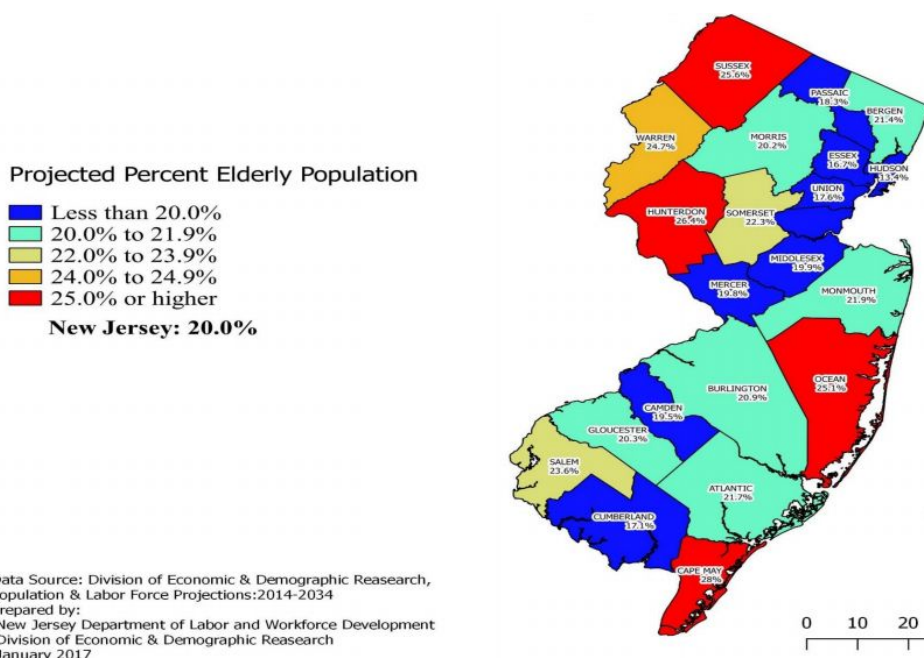 Projected Percent Elderly Population
Less than 20.0%
20.0% to 21.9%
22.0% to 23.9%
24.0% to 24.9%
25.0% or higher
New Jersey: 20.0%
SUSSEX
25.6%
PASSAIC
18.3%
BERGEN
21.4%
WARREN
24.7%
MORRIS
20.2%
ESSEX
16.7%
HUDSON
13.4%
UNION
17.6%
HUNTERDON
26.4%
SOMERSET
22.3%
MIDDLESEX
19.9%
MERCER
19.8%
MONMOUTH
21.9%
OCEAN
25.1%
BURLINGTON
20.9%
CAMDEN
19.5%
GLOUCESTER
20.3%
SALEM
23.6%
ATLANTIC
21.7%
CUMBERLAND
17.1%
CAPE MAY
28%
Data Source: Division of Economic & Demographic Reasearch,
Population & Labor Force Projections:2014-2034
Prepared by:
New Jersey Department of Labor and Workforce Development
Division of Economic & Demographic Reasearch
January 2017
0 10 20